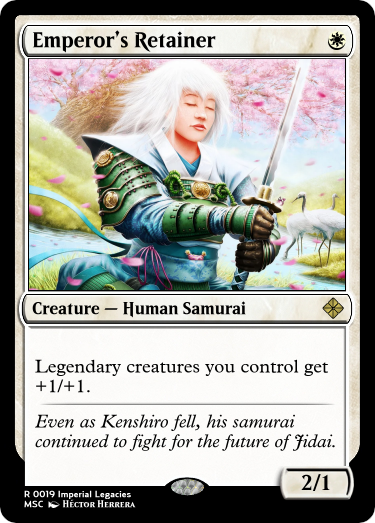 Emperor's Retainer
Creature — Human Samurai
Legendary creatures you control get
+1/+1.
Even as Kenshiro fell, his samurai
continued to fight for the future of Jidai.
2/1
R 0019 Imperial Legacies
MSC Héctor Herrera